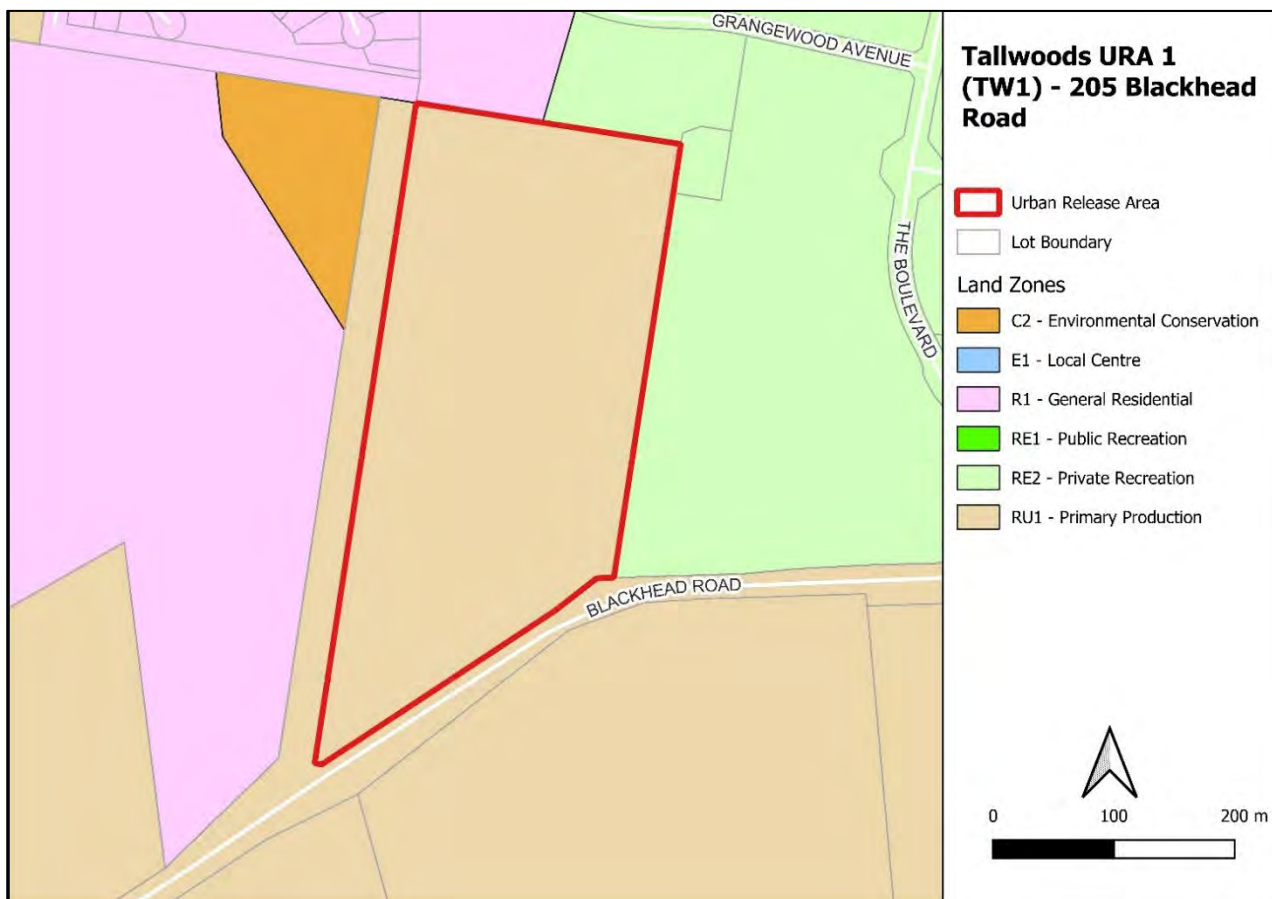 GRANGEWOOD AVENUE
THE BOULEVARD
BLACKHEAD ROAD
Tallwoods URA 1
(TW1) - 205 Blackhead
Road
Urban Release Area
Lot Boundary
Land Zones
C2 - Environmental Conservation
E1 - Local Centre
R1 - General Residential
RE1 - Public Recreation
RE2 - Private Recreation
RU1 - Primary Production
0 100 200 m